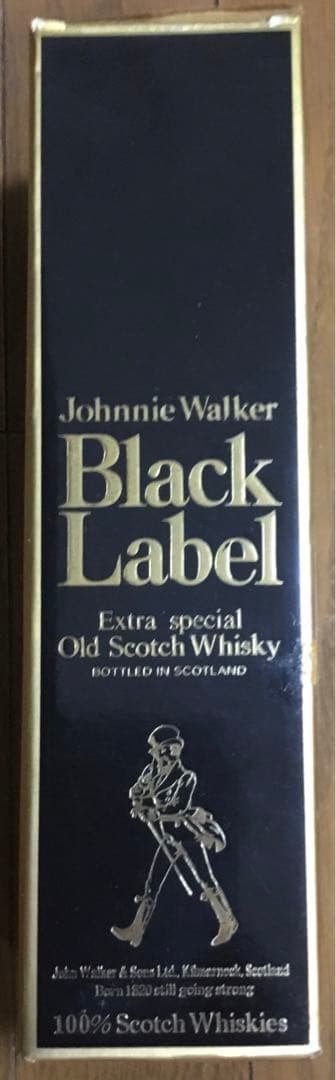 Johnnie Walker
Black
Label
Extra special
Old Scotch Whisky
BOTTLED IN SCOTLAND
John Walker & Sons Ltd., Kilmarnock, Scotland
Born 1820 still going strong
100% Scotch Whiskies